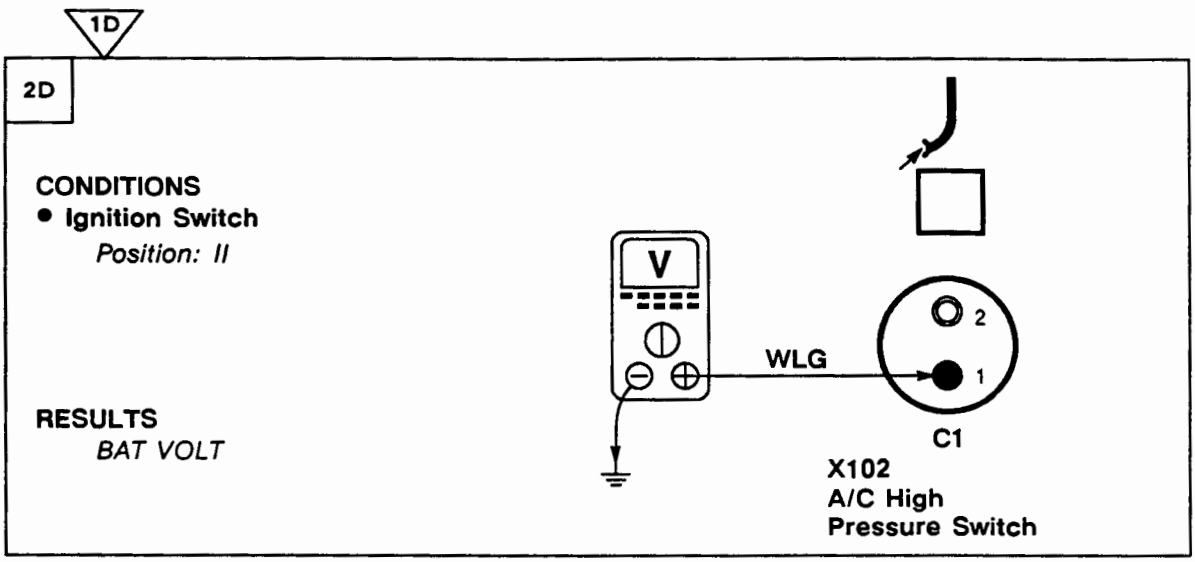 1D
2D
CONDITIONS
● Ignition Switch
Position: II
V
2
WLG
1
RESULTS
BAT VOLT
C1
X102
A/C High
Pressure Switch